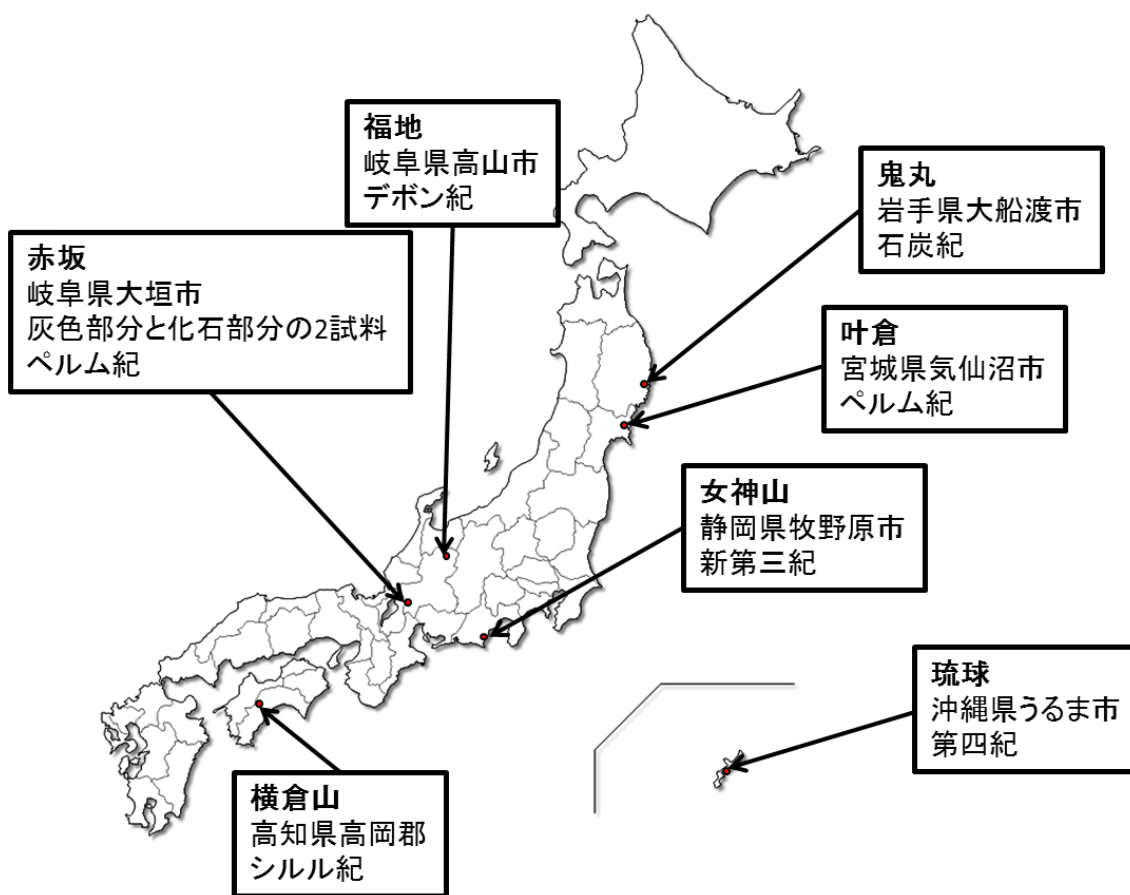 福地
岐阜県高山市
デボン紀
鬼丸
岩手県大船渡市
石炭紀
赤坂
岐阜県大垣市
灰色部分と化石部分の2試料
ペルム紀
叶倉
宮城県気仙沼市
ペルム紀
女神山
静岡県牧野原市
新第三紀
琉球
沖縄県うるま市
第四紀
横倉山
高知県高岡郡
シルル紀